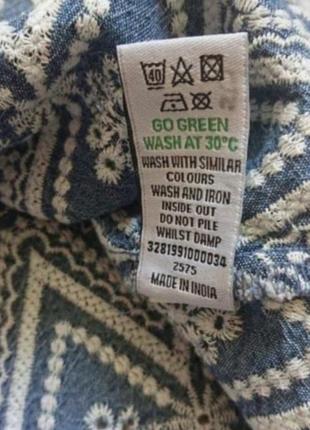 40
GO GREEN
WASH AT 30°C
WASH WITH SIMILAR
COLOURS
WASH AND IRON
INSIDE OUT
DO NOT PILE
WHILST DAMP
3281991000034
2575
MADE IN INDIA